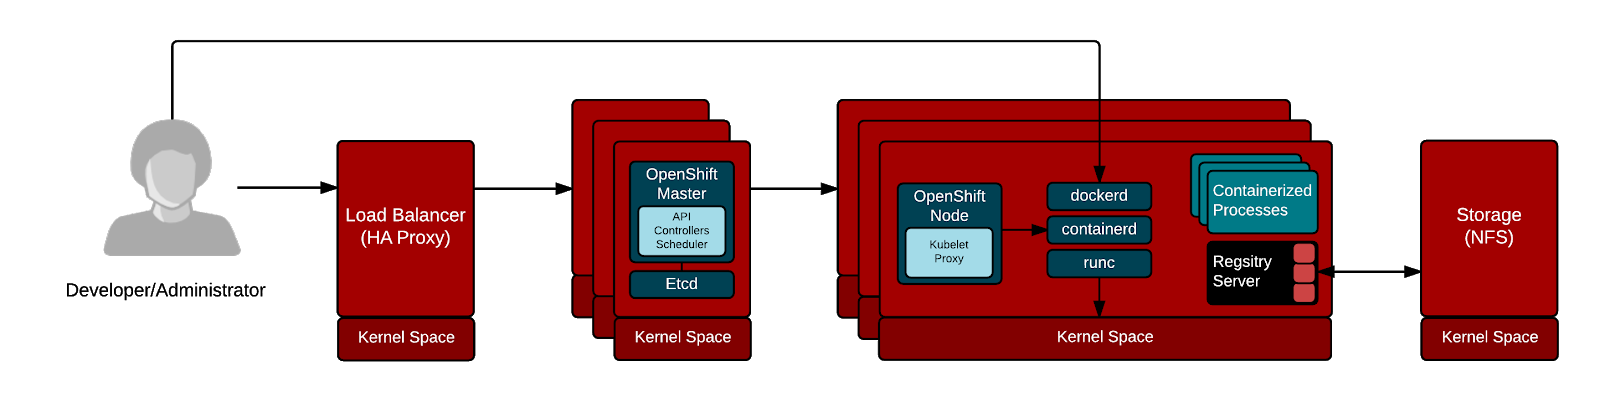 Developer/Administrator
Load Balancer
(HA Proxy)
Kernel Space
OpenShift
Master
API
Controllers
Scheduler
Etcd
Kernel Space
OpenShift
Node
Kubelet
Proxy
dockerd
containerd
runc
Containerized
Processes
Regsitry
Server
Kernel Space
Storage
(NFS)
Kernel Space